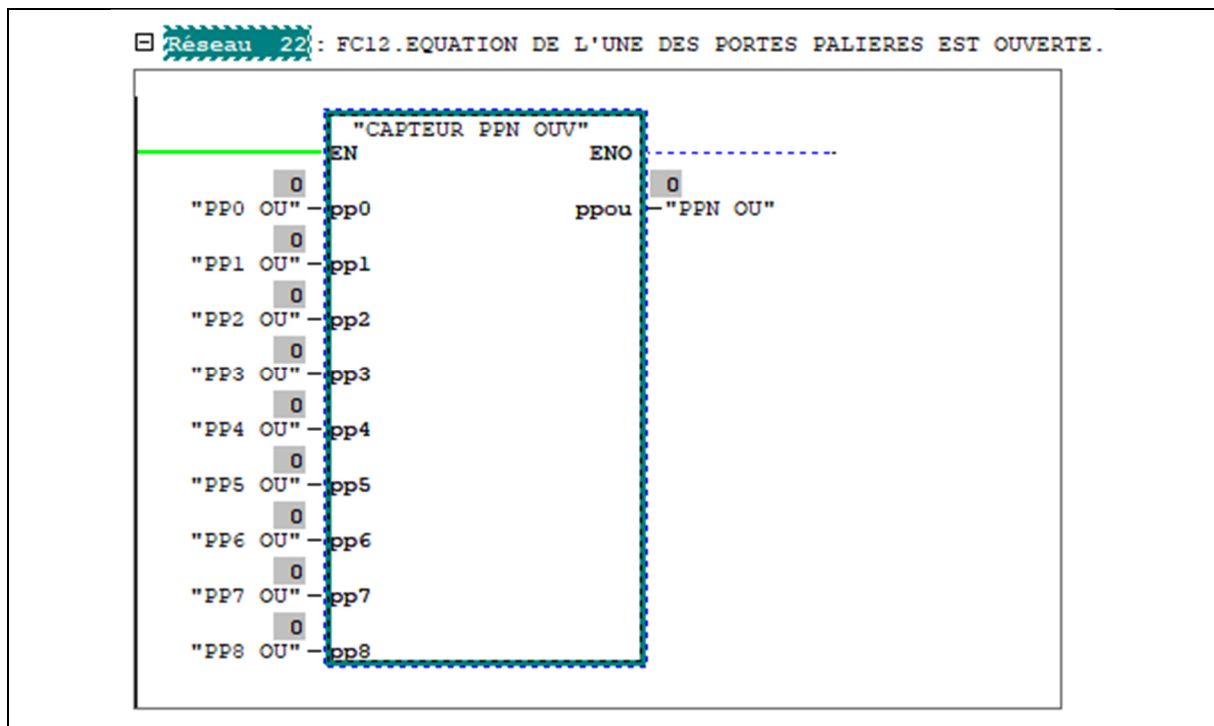 Réseau 22 : FC12.EQUATION DE L'UNE DES PORTES PALIERES EST OUVERTE.
"CAPTEUR PPN OUV"
EN ENO
0 0
"PP0 OU" pp0 ppou "PPN OU"
0
"PP1 OU" pp1
0
"PP2 OU" pp2
0
"PP3 OU" pp3
0
"PP4 OU" pp4
0
"PP5 OU" pp5
0
"PP6 OU" pp6
0
"PP7 OU" pp7
0
"PP8 OU" pp8